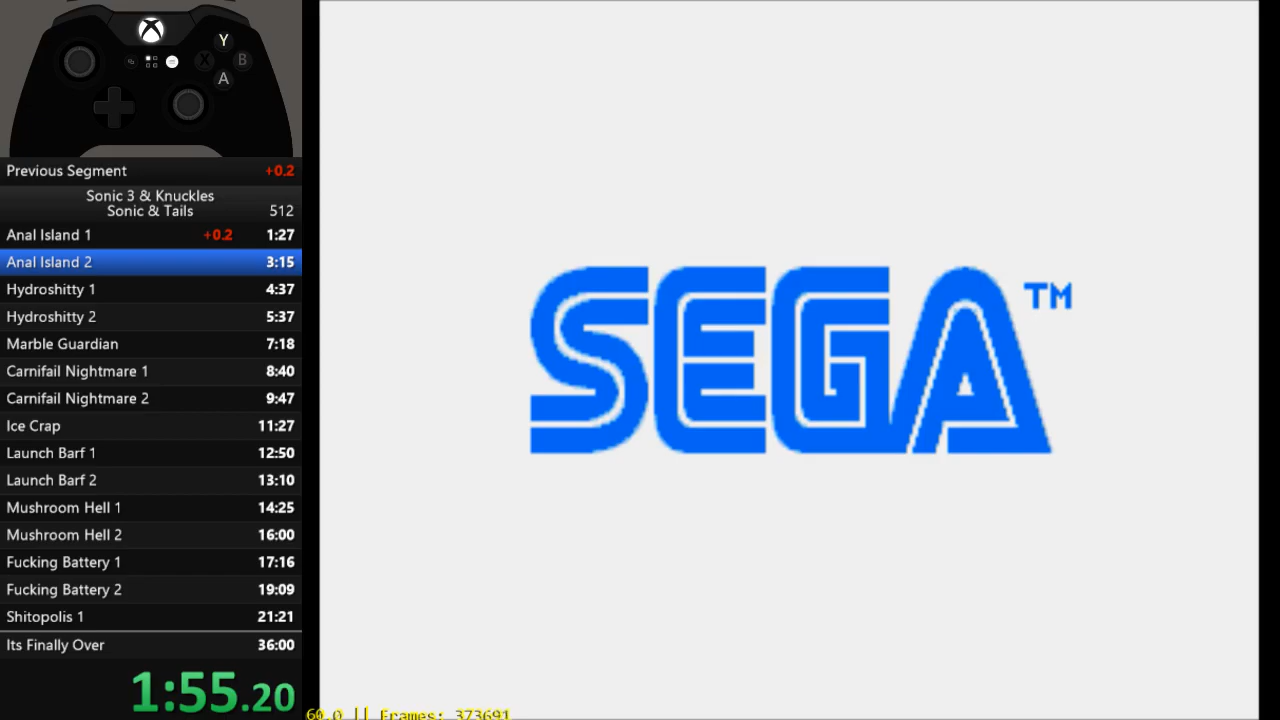 Y
X B
A
Previous Segment +0.2
Sonic 3 & Knuckles
Sonic & Tails 512
Anal Island 1 +0.2 1:27
Anal Island 2 3:15
Hydroshitty 1 4:37
Hydroshitty 2 5:37
Marble Guardian 7:18
Carnifail Nightmare 1 8:40
Carnifail Nightmare 2 9:47
Ice Crap 11:27
Launch Barf 1 12:50
Launch Barf 2 13:10
Mushroom Hell 1 14:25
Mushroom Hell 2 16:00
Fucking Battery 1 17:16
Fucking Battery 2 19:09
Shitopolis 1 21:21
Its Finally Over 36:00
1:55.20
SEGA TM
60.0 || Frames: 373691